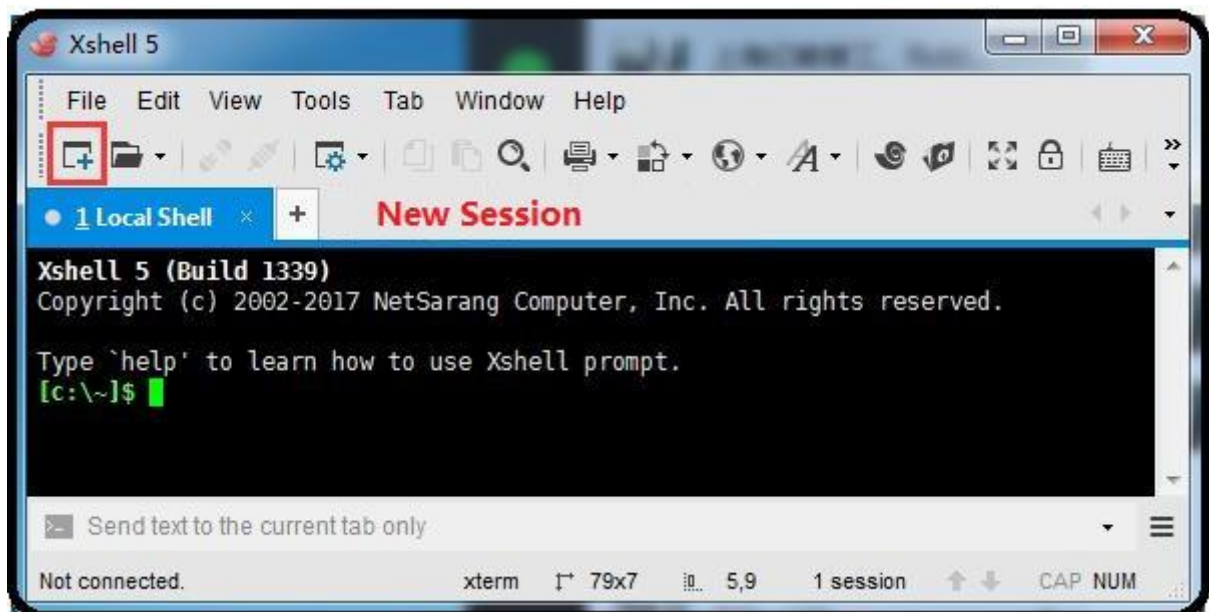 Xshell 5
File Edit View Tools Tab Window Help
1 Local Shell
New Session
Xshell 5 (Build 1339)
Copyright (c) 2002-2017 NetSarang Computer, Inc. All rights reserved.
Type `help' to learn how to use Xshell prompt.
[c:\~]$
Send text to the current tab only
Not connected. xterm 79x7 5,9 1 session CAP NUM